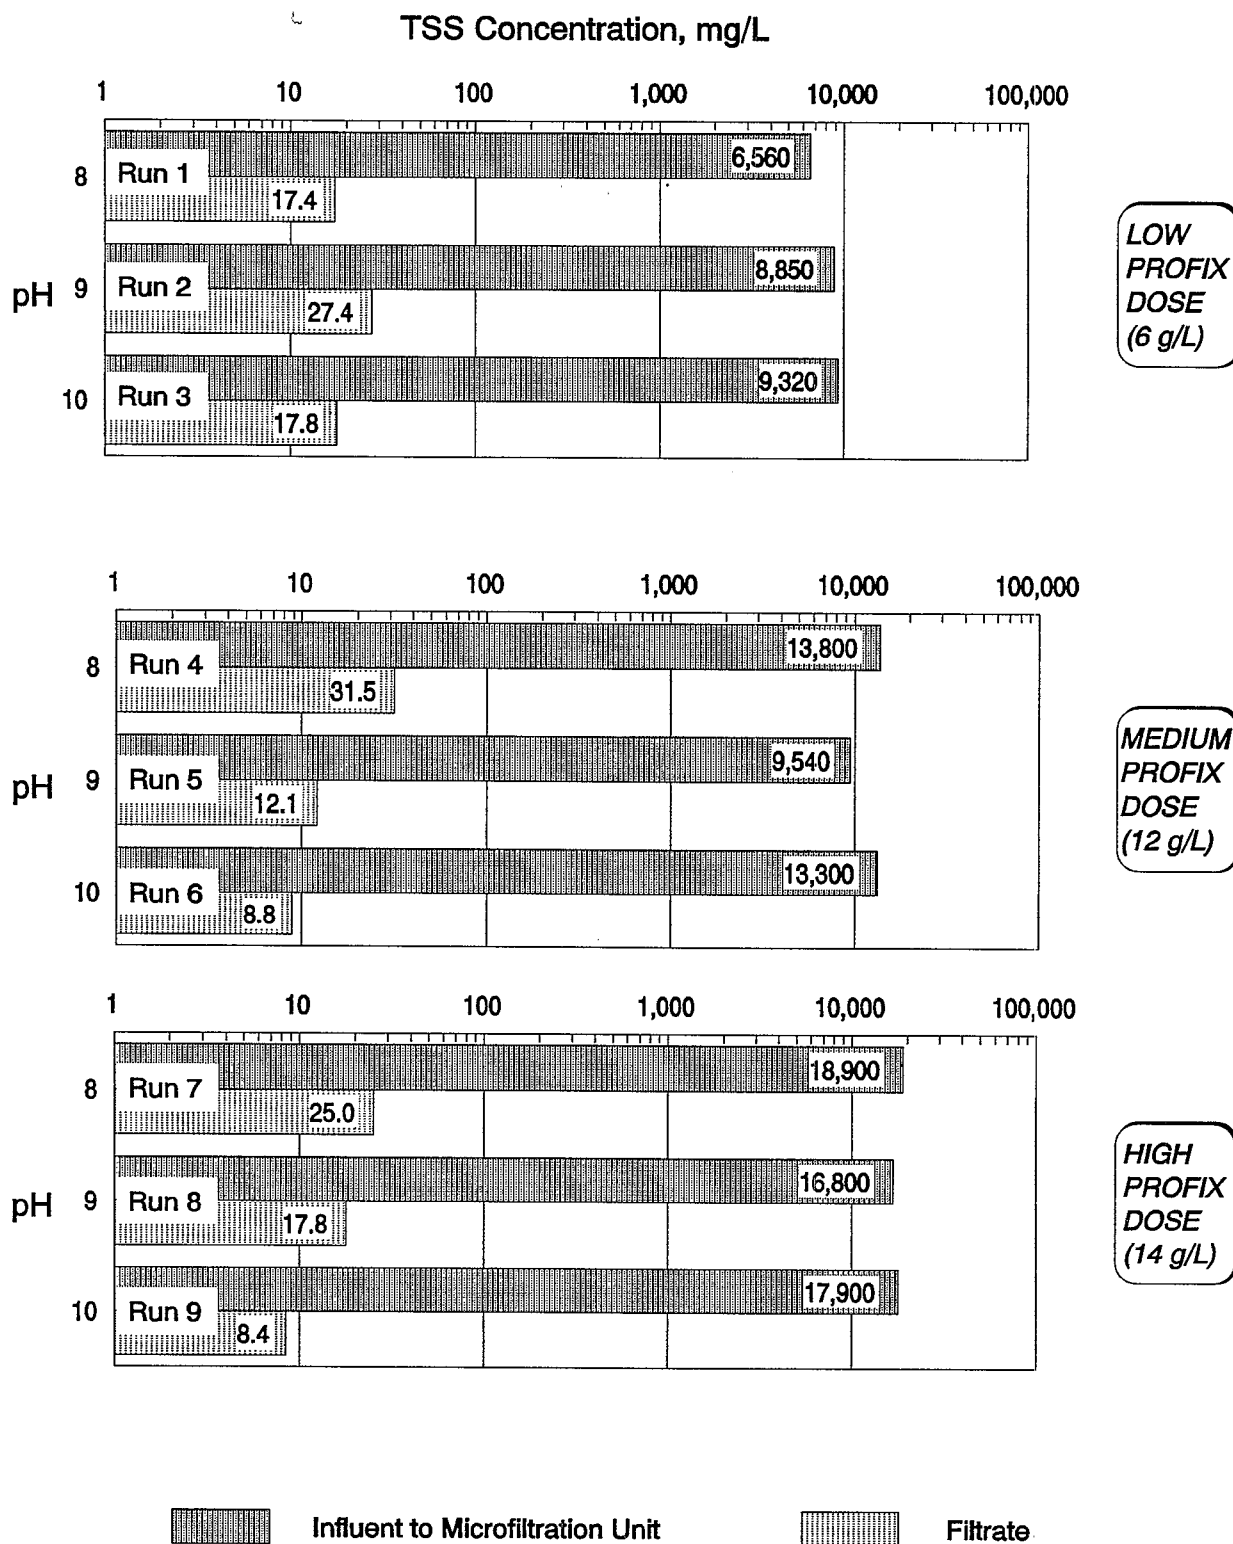 TSS Concentration, mg/L
1 10 100 1,000 10,000 100,000
8 Run 1 6,560
17.4
pH 9 Run 2 8,850
27.4
10 Run 3 9,320
17.8
LOW
PROFIX
DOSE
(6 g/L)
1 10 100 1,000 10,000 100,000
8 Run 4 13,800
31.5
pH 9 Run 5 9,540
12.1
10 Run 6 13,300
8.8
MEDIUM
PROFIX
DOSE
(12 g/L)
1 10 100 1,000 10,000 100,000
8 Run 7 18,900
25.0
pH 9 Run 8 16,800
17.8
10 Run 9 17,900
8.4
HIGH
PROFIX
DOSE
(14 g/L)
Influent to Microfiltration Unit Filtrate